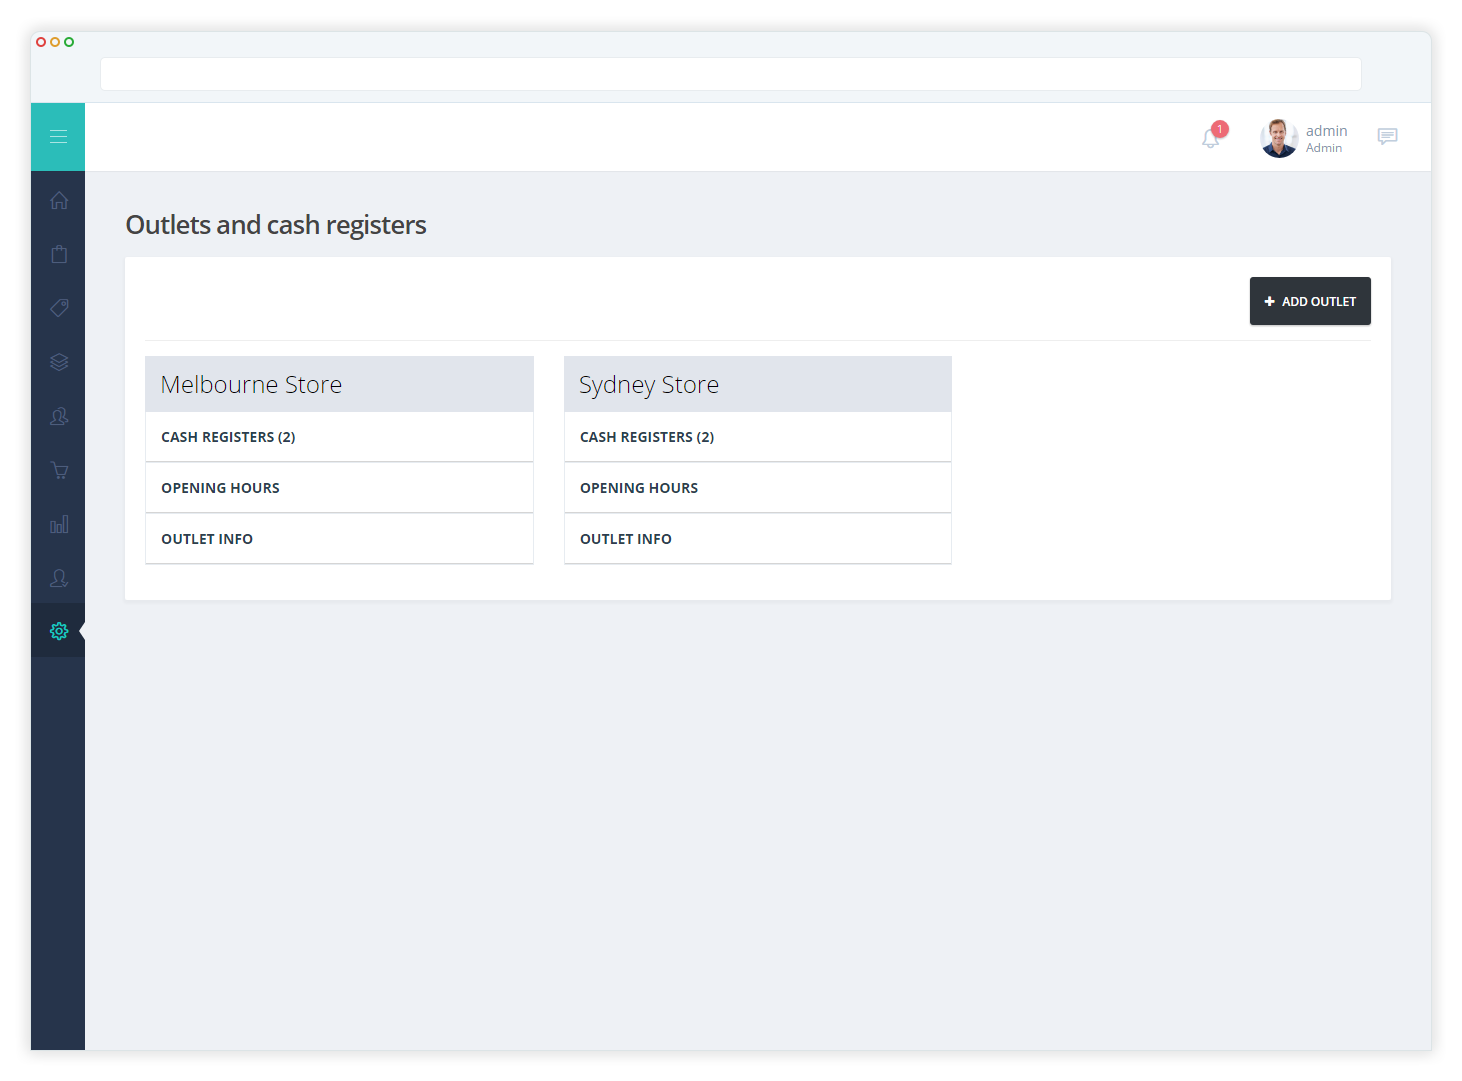 1
admin
Admin
Outlets and cash registers
+ ADD OUTLET
Melbourne Store
CASH REGISTERS (2)
OPENING HOURS
OUTLET INFO
Sydney Store
CASH REGISTERS (2)
OPENING HOURS
OUTLET INFO